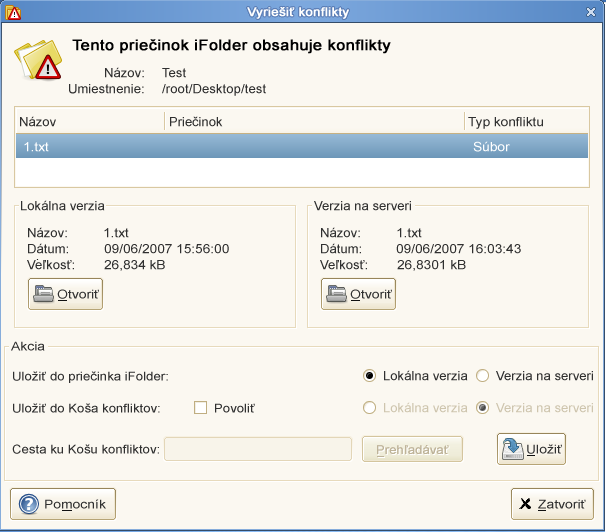 Vyriešiť konflikty
Tento priečinok iFolder obsahuje konflikty
Názov: Test
Umiestnenie: /root/Desktop/test
Názov Priečinok Typ konfliktu
1.txt Súbor
Lokálna verzia
Názov: 1.txt
Dátum: 09/06/2007 15:56:00
Veľkosť: 26,834 kB
Otvoriť
Verzia na serveri
Názov: 1.txt
Dátum: 09/06/2007 16:03:43
Veľkosť: 26,8301 kB
Otvoriť
Akcia
Uložiť do priečinka iFolder: Lokálna verzia Verzia na serveri
Uložiť do Koša konfliktov: Povoliť Lokálna verzia Verzia na serveri
Cesta ku Košu konfliktov: Prehľadávať Uložiť
Pomocník Zatvoriť